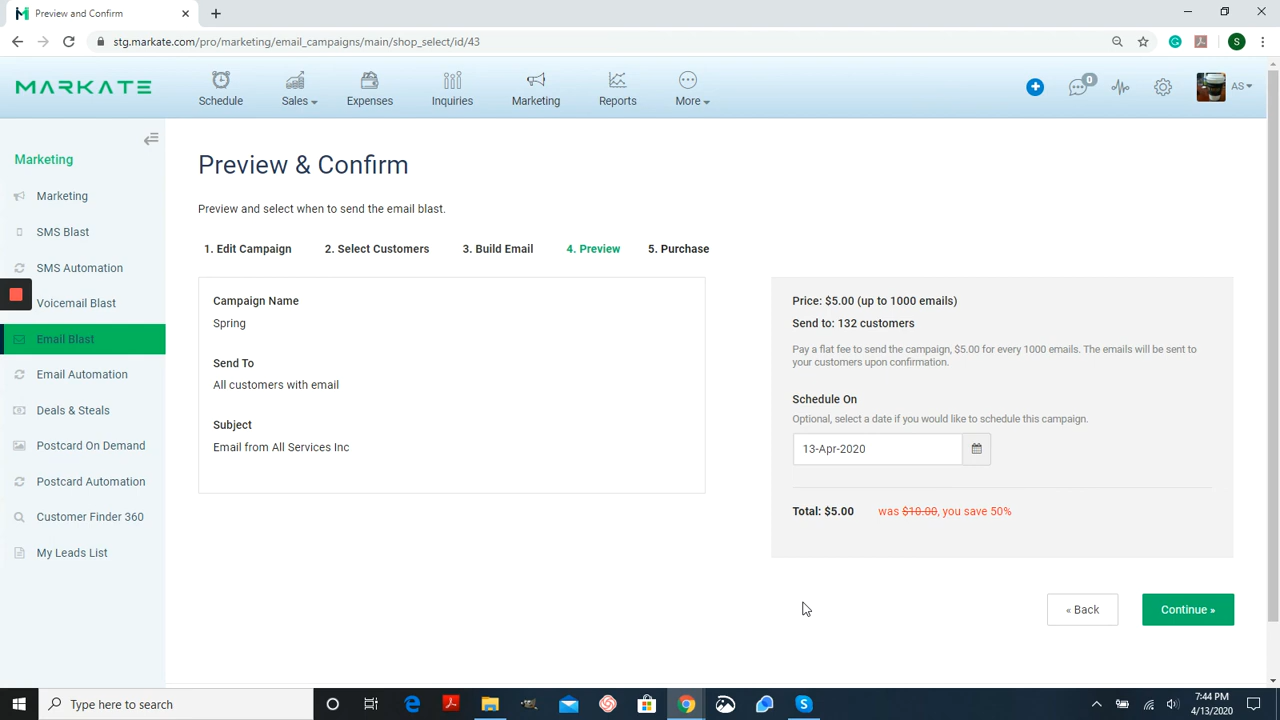 Preview and Confirm
stg.markate.com/pro/marketing/email_campaigns/main/shop_select/id/43
S
MARKATE
Schedule
Sales
Expenses
Inquiries
Marketing
Reports
More
0
AS
Marketing
Marketing
SMS Blast
SMS Automation
Voicemail Blast
Email Blast
Email Automation
Deals & Steals
Postcard On Demand
Postcard Automation
Customer Finder 360
My Leads List
Preview & Confirm
Preview and select when to send the email blast.
1. Edit Campaign 2. Select Customers 3. Build Email 4. Preview 5. Purchase
Campaign Name
Spring
Send To
All customers with email
Subject
Email from All Services Inc
Price: $5.00 (up to 1000 emails)
Send to: 132 customers
Pay a flat fee to send the campaign, $5.00 for every 1000 emails. The emails will be sent to
your customers upon confirmation.
Schedule On
Optional, select a date if you would like to schedule this campaign.
13-Apr-2020
Total: $5.00 was $10.00, you save 50%
« Back
Continue »
Type here to search
7:44 PM
4/13/2020